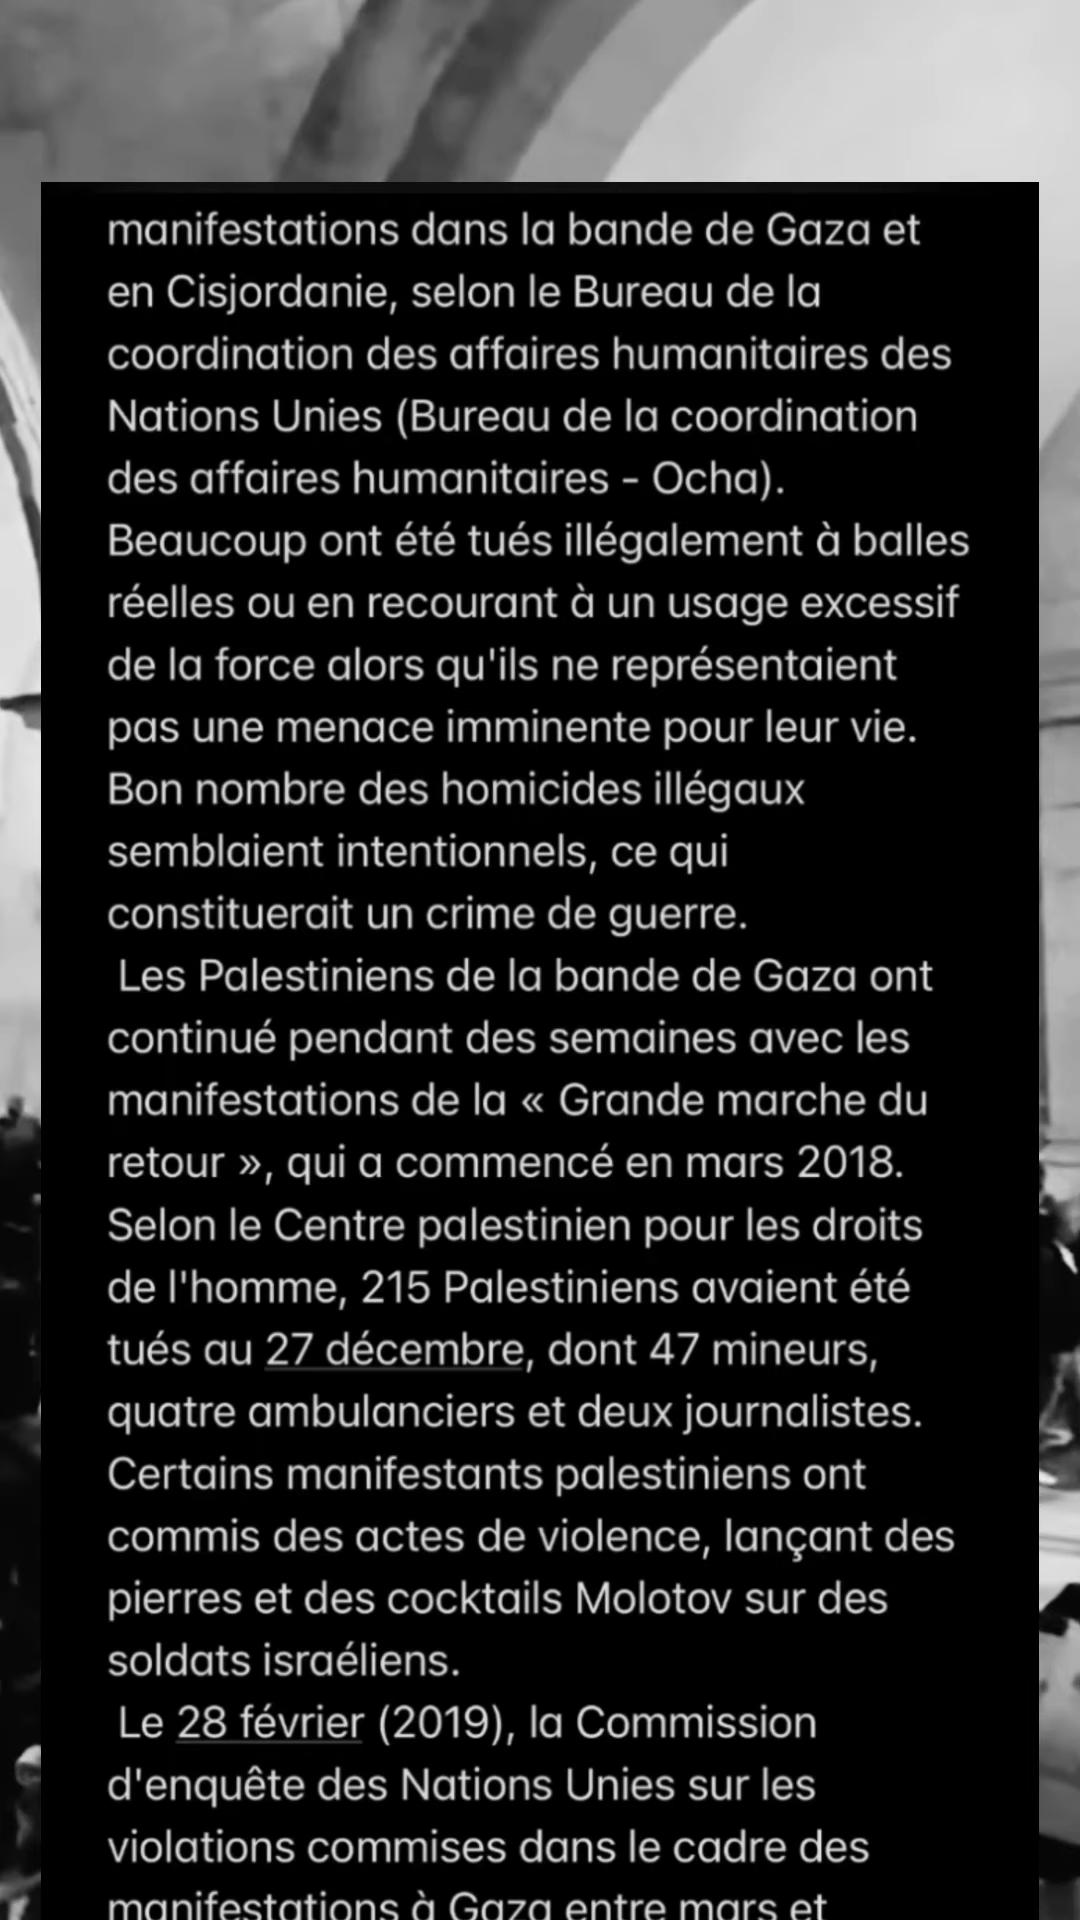 manifestations dans la bande de Gaza et
en Cisjordanie, selon le Bureau de la
coordination des affaires humanitaires des
Nations Unies (Bureau de la coordination
des affaires humanitaires - Ocha).
Beaucoup ont été tués illégalement à balles
réelles ou en recourant à un usage excessif
de la force alors qu'ils ne représentaient
pas une menace imminente pour leur vie.
Bon nombre des homicides illégaux
semblaient intentionnels, ce qui
constituerait un crime de guerre.
Les Palestiniens de la bande de Gaza ont
continué pendant des semaines avec les
manifestations de la « Grande marche du
retour », qui a commencé en mars 2018.
Selon le Centre palestinien pour les droits
de l'homme, 215 Palestiniens avaient été
tués au 27 décembre, dont 47 mineurs,
quatre ambulanciers et deux journalistes.
Certains manifestants palestiniens ont
commis des actes de violence, lançant des
pierres et des cocktails Molotov sur des
soldats israéliens.
Le 28 février (2019), la Commission
d'enquête des Nations Unies sur les
violations commises dans le cadre des
manifestations à Gaza entre mars et